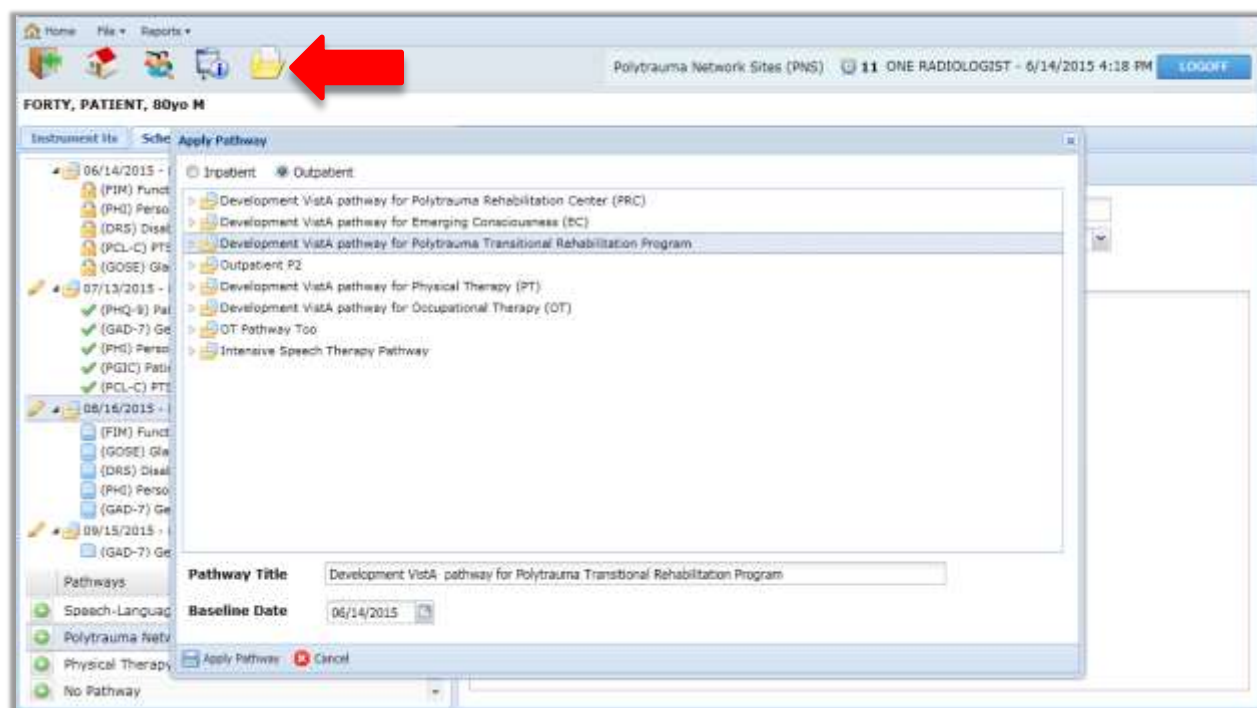 Home File Reports
Polytrauma Network Sites (PNS) 11 ONE RADIOLOGIST - 6/14/2015 4:18 PM LOGOFF
FORTY, PATIENT, 80yo M
Instrument Sche
Apply Pathway
Inpatient Outpatient
Development VistA pathway for Polytrauma Rehabilitation Center (PRC)
Development VistA pathway for Emerging Consciousness (EC)
Development VistA pathway for Polytrauma Transitional Rehabilitation Program
Outpatient P2
Development VistA pathway for Physical Therapy (PT)
Development VistA pathway for Occupational Therapy (OT)
OT Pathway Too
Intensive Speech Therapy Pathway
Pathway Title Development VistA pathway for Polytrauma Transitional Rehabilitation Program
Baseline Date 06/14/2015
Apply Pathway Cancel
06/14/2015 -
(FIM) Funct
(PHI) Perso
(DRS) Disab
(PCL-C) PTS
(GOSE) Gla
07/13/2015 -
(PHQ-9) Pat
(GAD-7) Ge
(PHI) Perso
(PGIC) Patie
(PCL-C) PTS
08/16/2015 -
(FIM) Funct
(GOSE) Gla
(DRS) Disab
(PHI) Perso
(GAD-7) Ge
09/15/2015 -
(GAD-7) Ge
Pathways
Speech-Languag
Polytrauma Netw
Physical Therapy
No Pathway